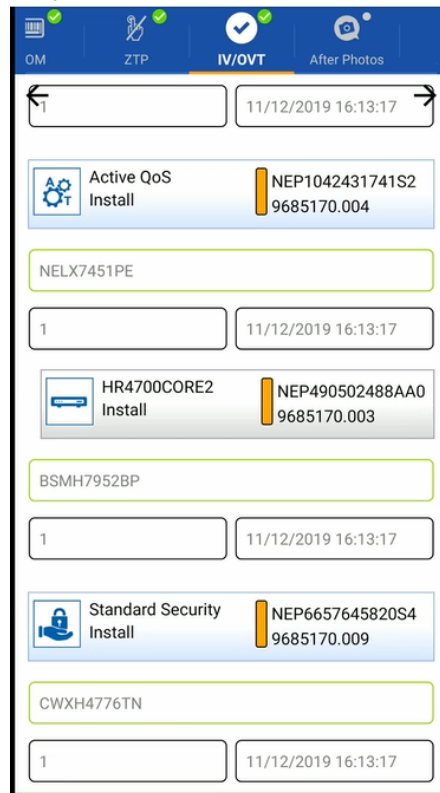 OM
ZTP
IV/OVT
After Photos
1
11/12/2019 16:13:17
Active QoS
Install
NEP1042431741S2
9685170.004
NELX7451PE
1
11/12/2019 16:13:17
HR4700CORE2
Install
NEP490502488AA0
9685170.003
BSMH7952BP
1
11/12/2019 16:13:17
Standard Security
Install
NEP6657645820S4
9685170.009
CWXH4776TN
1
11/12/2019 16:13:17